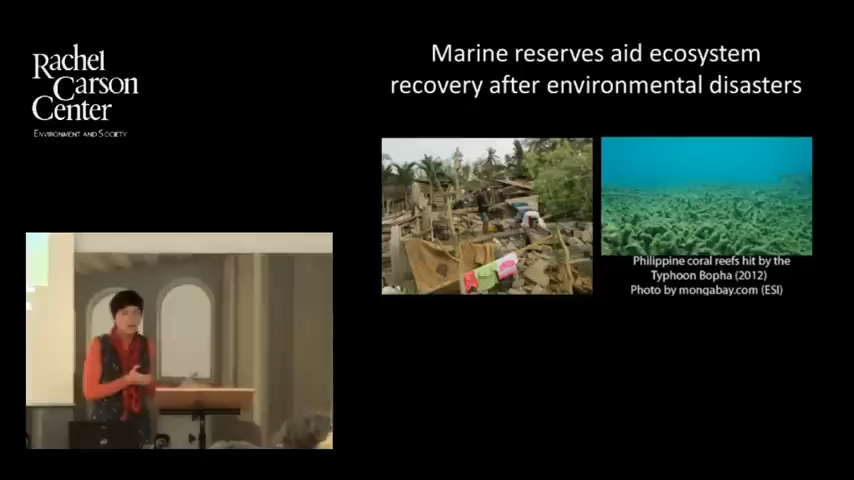 Rachel
Carson
Center
ENVIRONMENT AND SOCIETY
Marine reserves aid ecosystem
recovery after environmental disasters
Philippine coral reefs hit by the
Typhoon Bopha (2012)
Photo by mongabay.com (ESI)